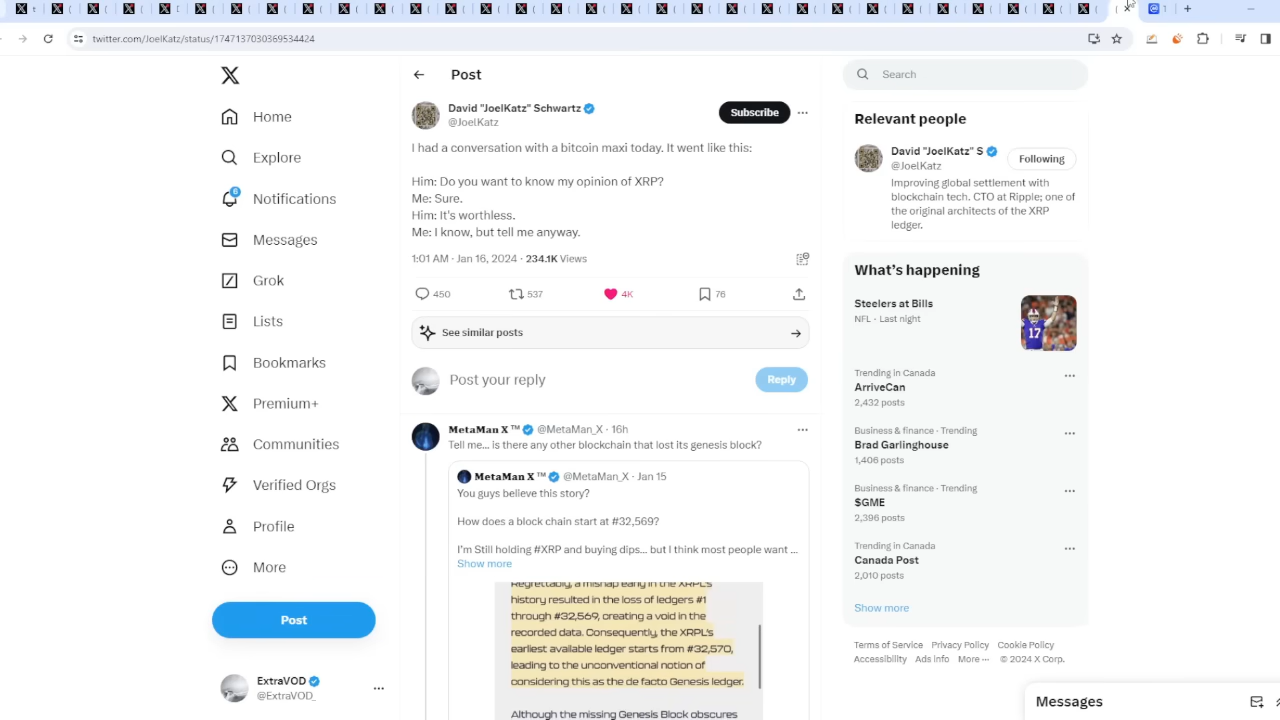 twitter.com/JoelKatz/status/1747137030369534424
Home
Explore
6
Notifications
Messages
Grok
Lists
Bookmarks
Premium+
Communities
Verified Orgs
Profile
More
Post
ExtraVOD
@ExtraVOD_
Post
David "JoelKatz" Schwartz
@JoelKatz
Subscribe
I had a conversation with a bitcoin maxi today. It went like this:
Him: Do you want to know my opinion of XRP?
Me: Sure.
Him: It's worthless.
Me: I know, but tell me anyway.
1:01 AM · Jan 16, 2024 · 234.1K Views
450 537 4K 76
See similar posts
Post your reply
Reply
MetaMan X ™ @MetaMan_X · 16h
Tell me... is there any other blockchain that lost its genesis block?
MetaMan X ™ @MetaMan_X · Jan 15
You guys believe this story?
How does a block chain start at #32,569?
I'm Still holding #XRP and buying dips... but I think most people want ...
Show more
Regrettably, a mishap early in the XRPL's
history resulted in the loss of ledgers #1
through #32,569, creating a void in the
recorded data. Consequently, the XRPL's
earliest available ledger starts from #32,570,
leading to the unconventional notion of
considering this as the de facto Genesis ledger.
Although the missing Genesis Block obscures
Search
Relevant people
David "JoelKatz" S
@JoelKatz
Following
Improving global settlement with
blockchain tech. CTO at Ripple; one of
the original architects of the XRP
ledger.
What's happening
Steelers at Bills
NFL · Last night
17
Trending in Canada
ArriveCan
2,432 posts
Business & finance · Trending
Brad Garlinghouse
1,406 posts
Business & finance · Trending
$GME
2,396 posts
Trending in Canada
Canada Post
2,010 posts
Show more
Terms of Service Privacy Policy Cookie Policy
Accessibility Ads info More ··· © 2024 X Corp.
Messages